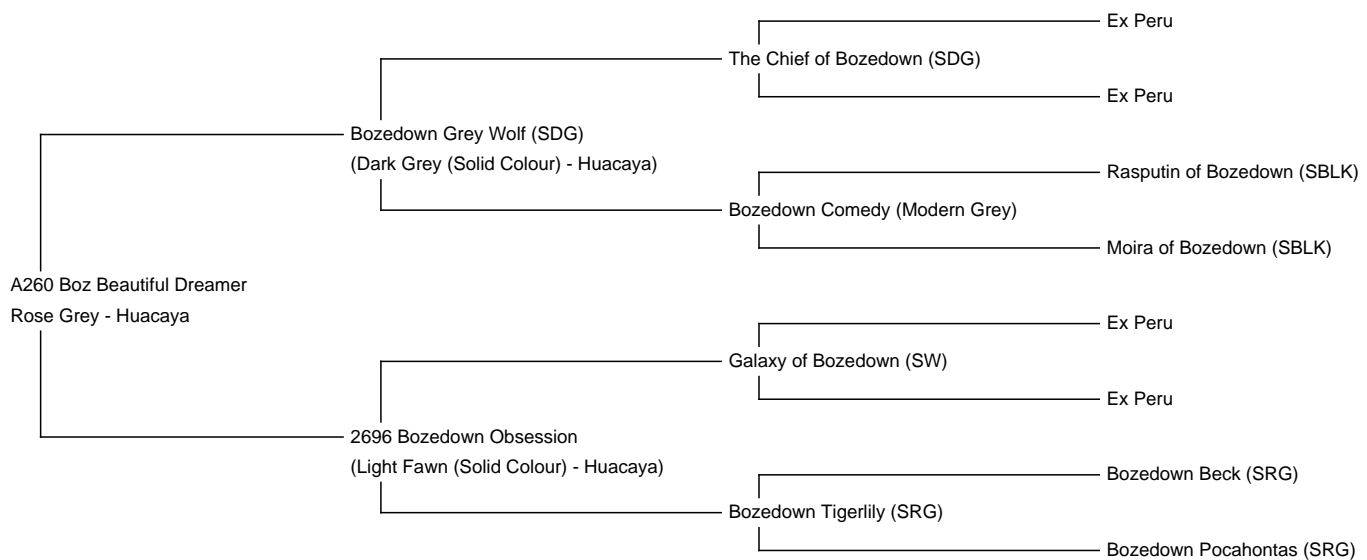 Ex Peru
The Chief of Bozedown (SDG)
Ex Peru
Bozedown Grey Wolf (SDG)
(Dark Grey (Solid Colour) - Huacaya)
Rasputin of Bozedown (SBLK)
Bozedown Comedy (Modern Grey)
Moira of Bozedown (SBLK)
A260 Boz Beautiful Dreamer
Rose Grey - Huacaya
Ex Peru
Galaxy of Bozedown (SW)
Ex Peru
2696 Bozedown Obsession
(Light Fawn (Solid Colour) - Huacaya)
Bozedown Beck (SRG)
Bozedown Tigerlily (SRG)
Bozedown Pocahontas (SRG)